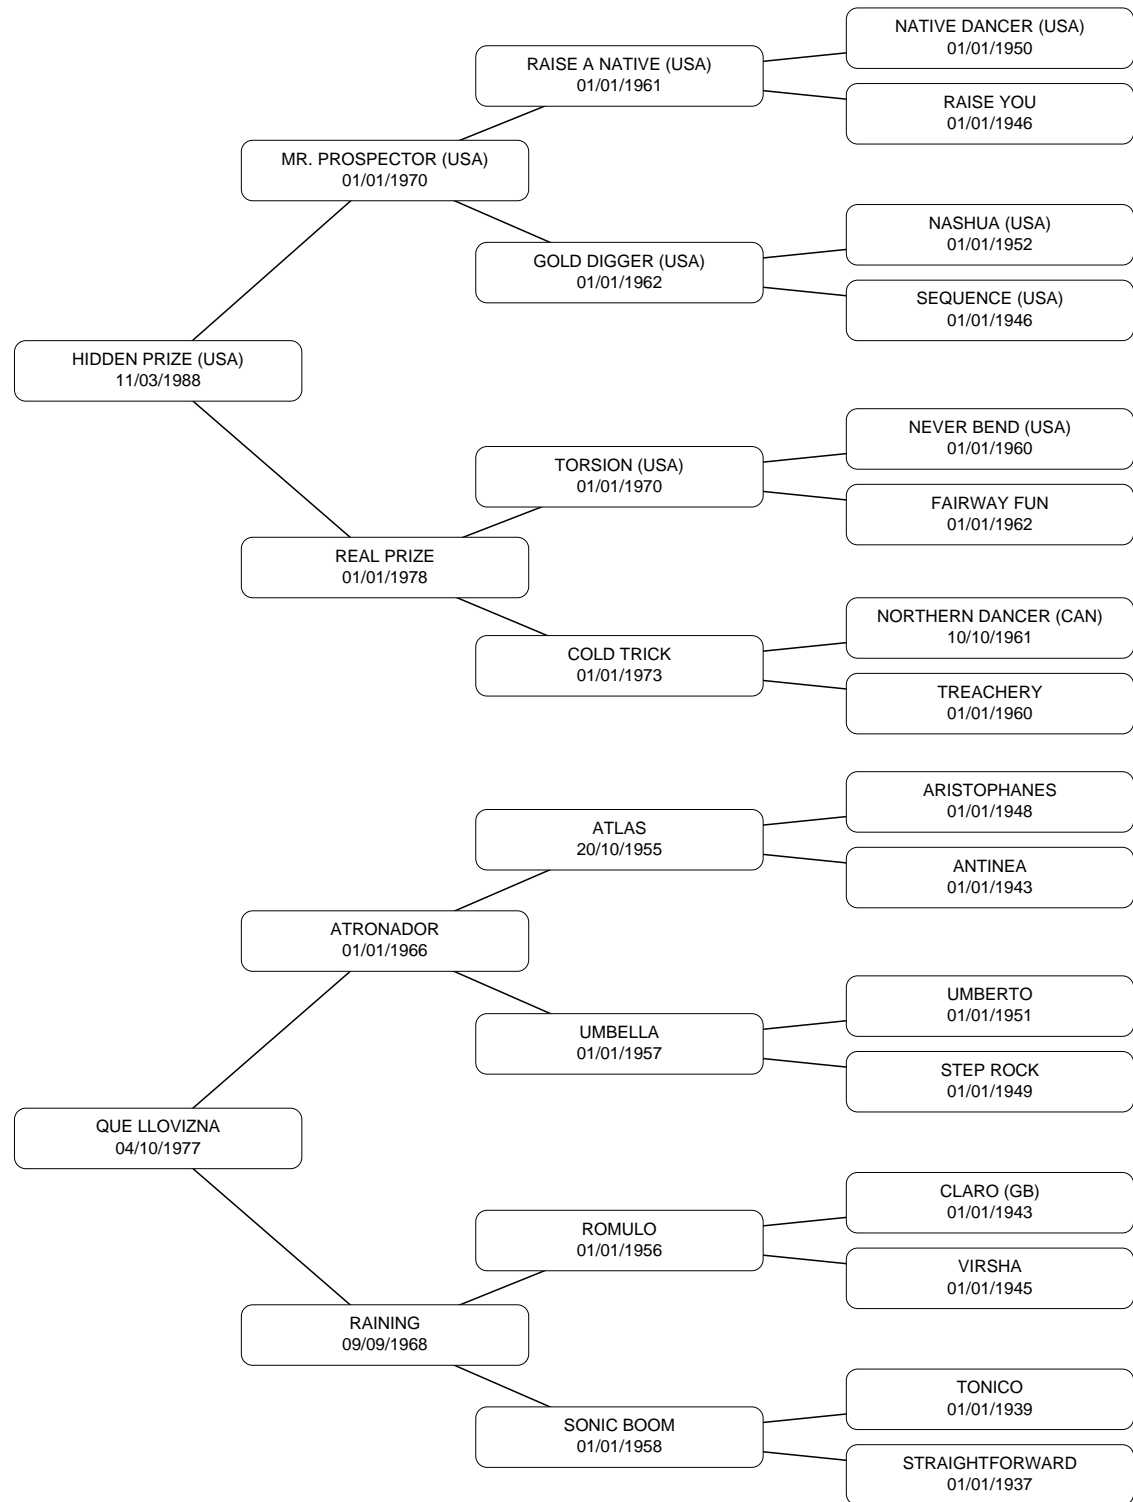 NATIVE DANCER (USA)
01/01/1950
RAISE A NATIVE (USA)
01/01/1961
RAISE YOU
01/01/1946
MR. PROSPECTOR (USA)
01/01/1970
NASHUA (USA)
01/01/1952
GOLD DIGGER (USA)
01/01/1962
SEQUENCE (USA)
01/01/1946
HIDDEN PRIZE (USA)
11/03/1988
NEVER BEND (USA)
01/01/1960
TORSION (USA)
01/01/1970
FAIRWAY FUN
01/01/1962
REAL PRIZE
01/01/1978
NORTHERN DANCER (CAN)
10/10/1961
COLD TRICK
01/01/1973
TREACHERY
01/01/1960
ARISTOPHANES
01/01/1948
ATLAS
20/10/1955
ANTINEA
01/01/1943
ATRONADOR
01/01/1966
UMBERTO
01/01/1951
UMBELLA
01/01/1957
STEP ROCK
01/01/1949
QUE LLOVIZNA
04/10/1977
CLARO (GB)
01/01/1943
ROMULO
01/01/1956
VIRSHA
01/01/1945
RAINING
09/09/1968
TONICO
01/01/1939
SONIC BOOM
01/01/1958
STRAIGHTFORWARD
01/01/1937